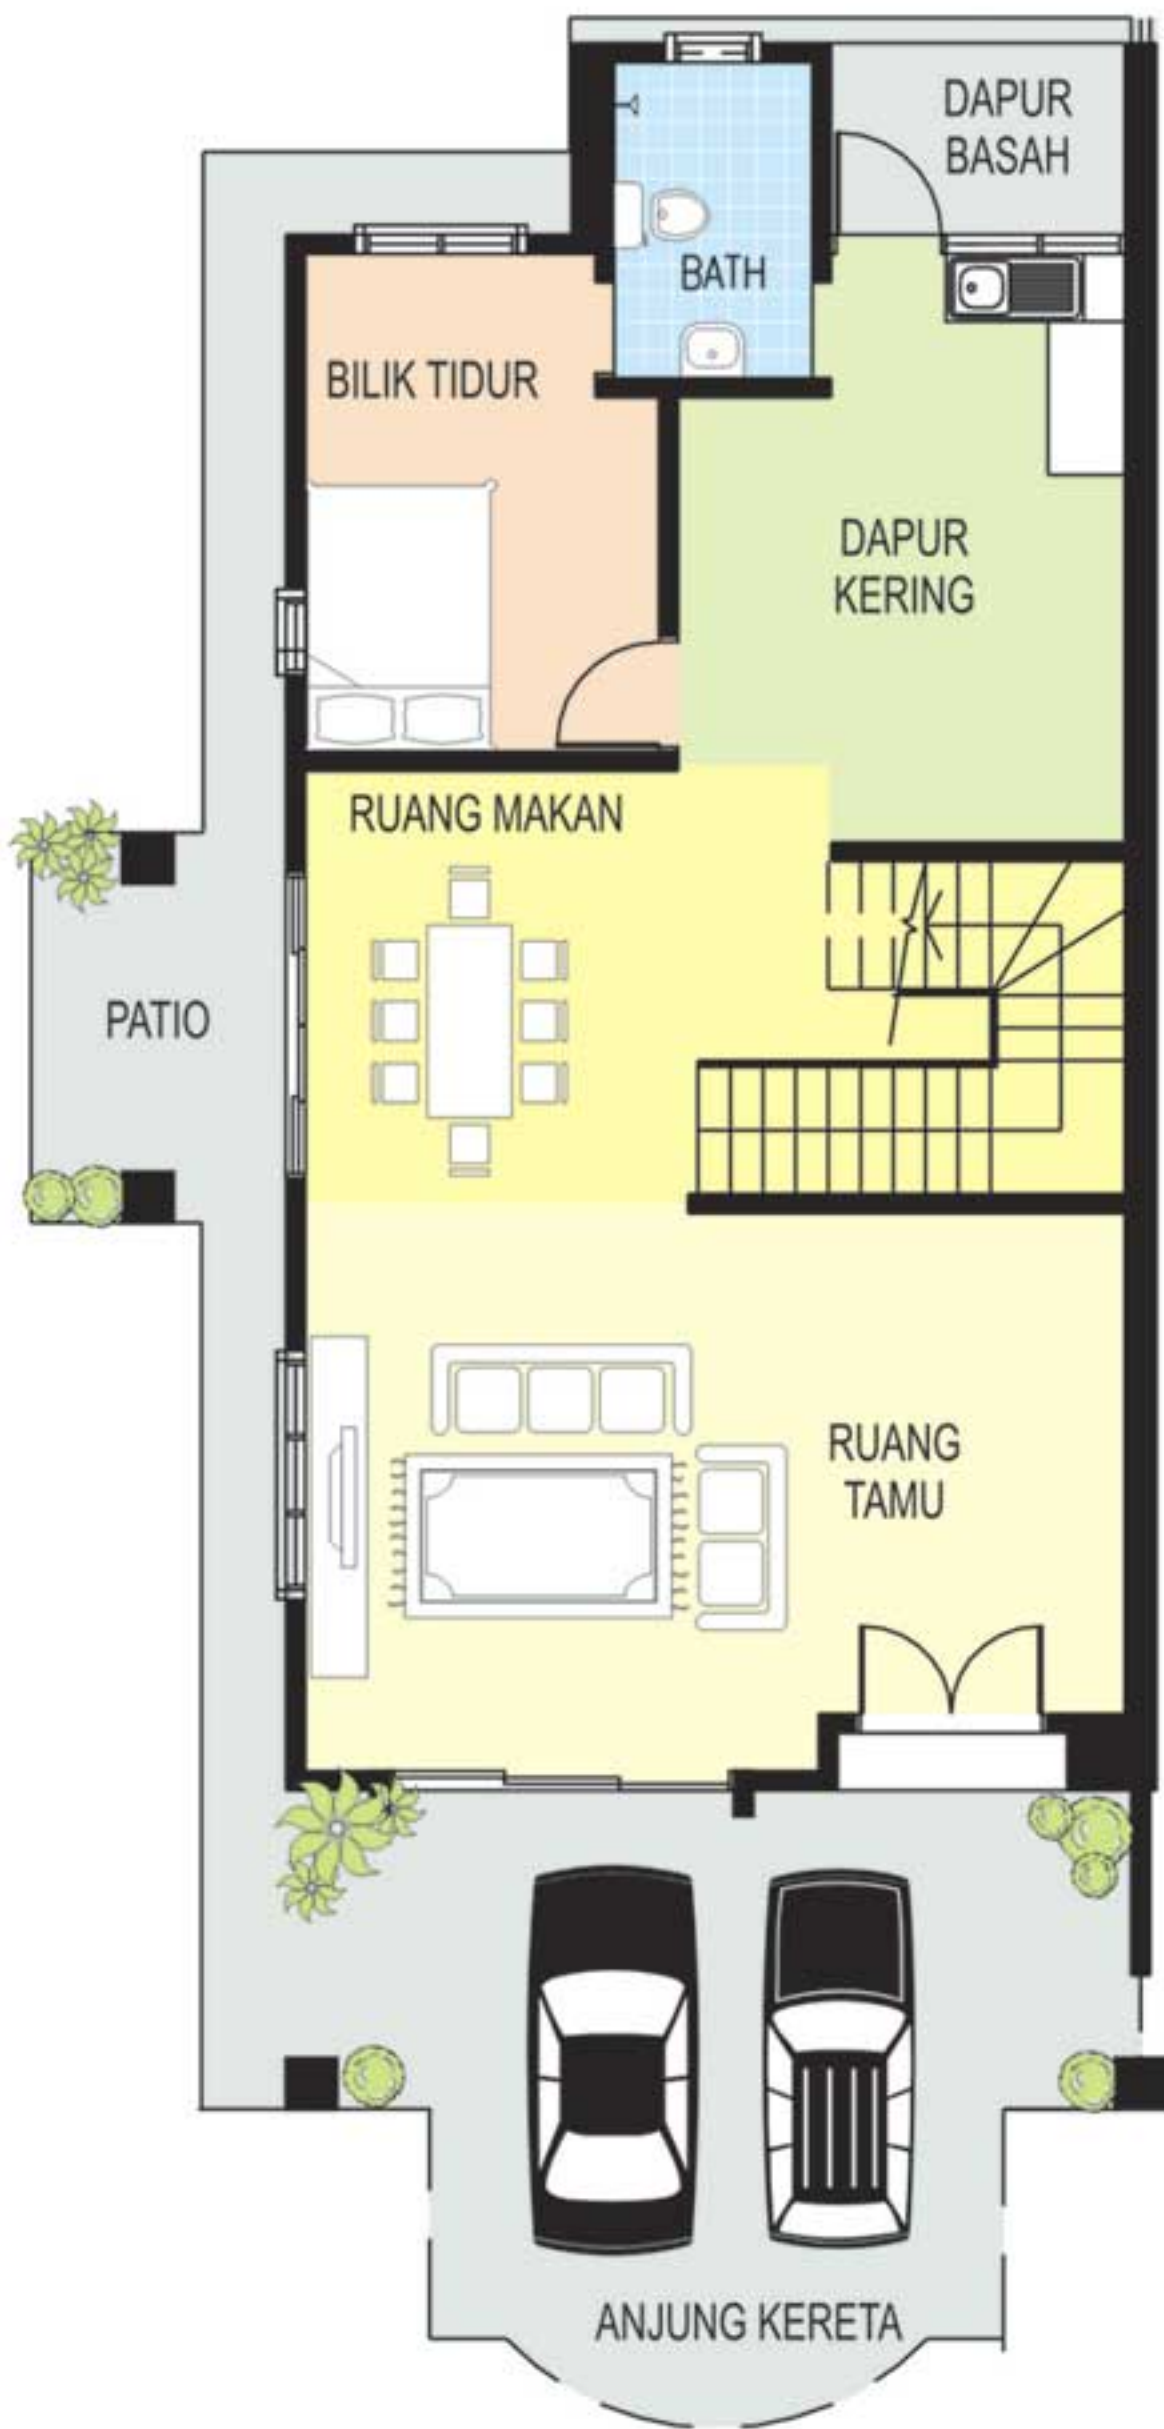 DAPUR
BASAH
BATH
BILIK TIDUR
DAPUR
KERING
RUANG MAKAN
PATIO
RUANG
TAMU
ANJUNG KERETA